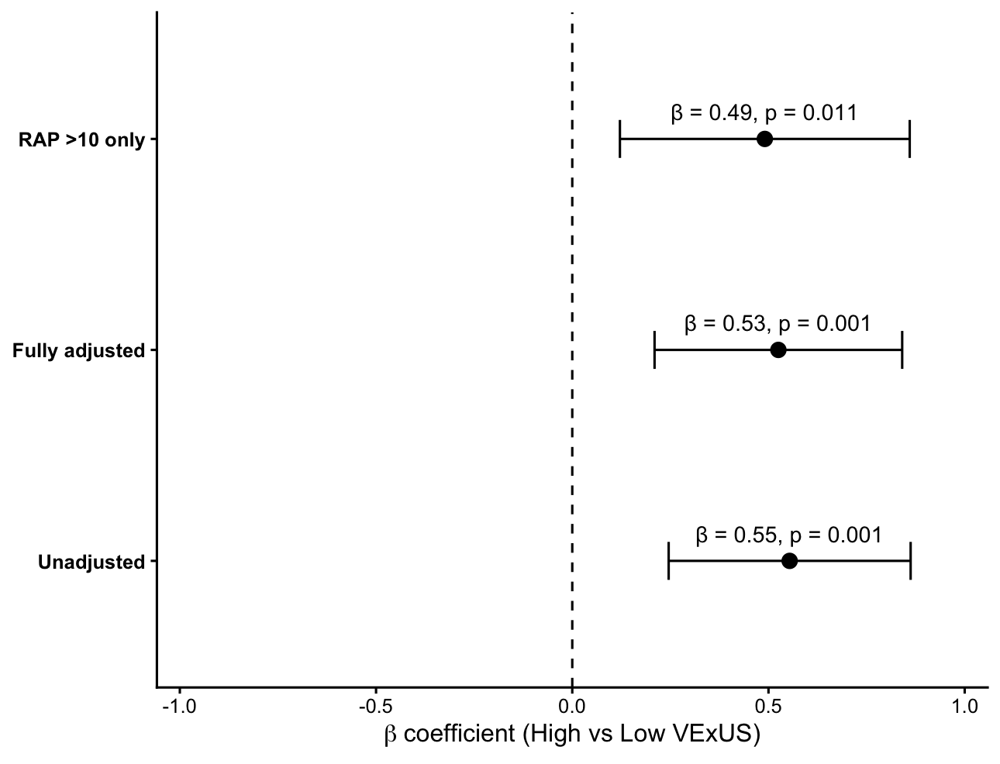 β = 0.49, p = 0.011
RAP >10 only
β = 0.53, p = 0.001
Fully adjusted
β = 0.55, p = 0.001
Unadjusted
-1.0 -0.5 0.0 0.5 1.0
β coefficient (High vs Low VExUS)